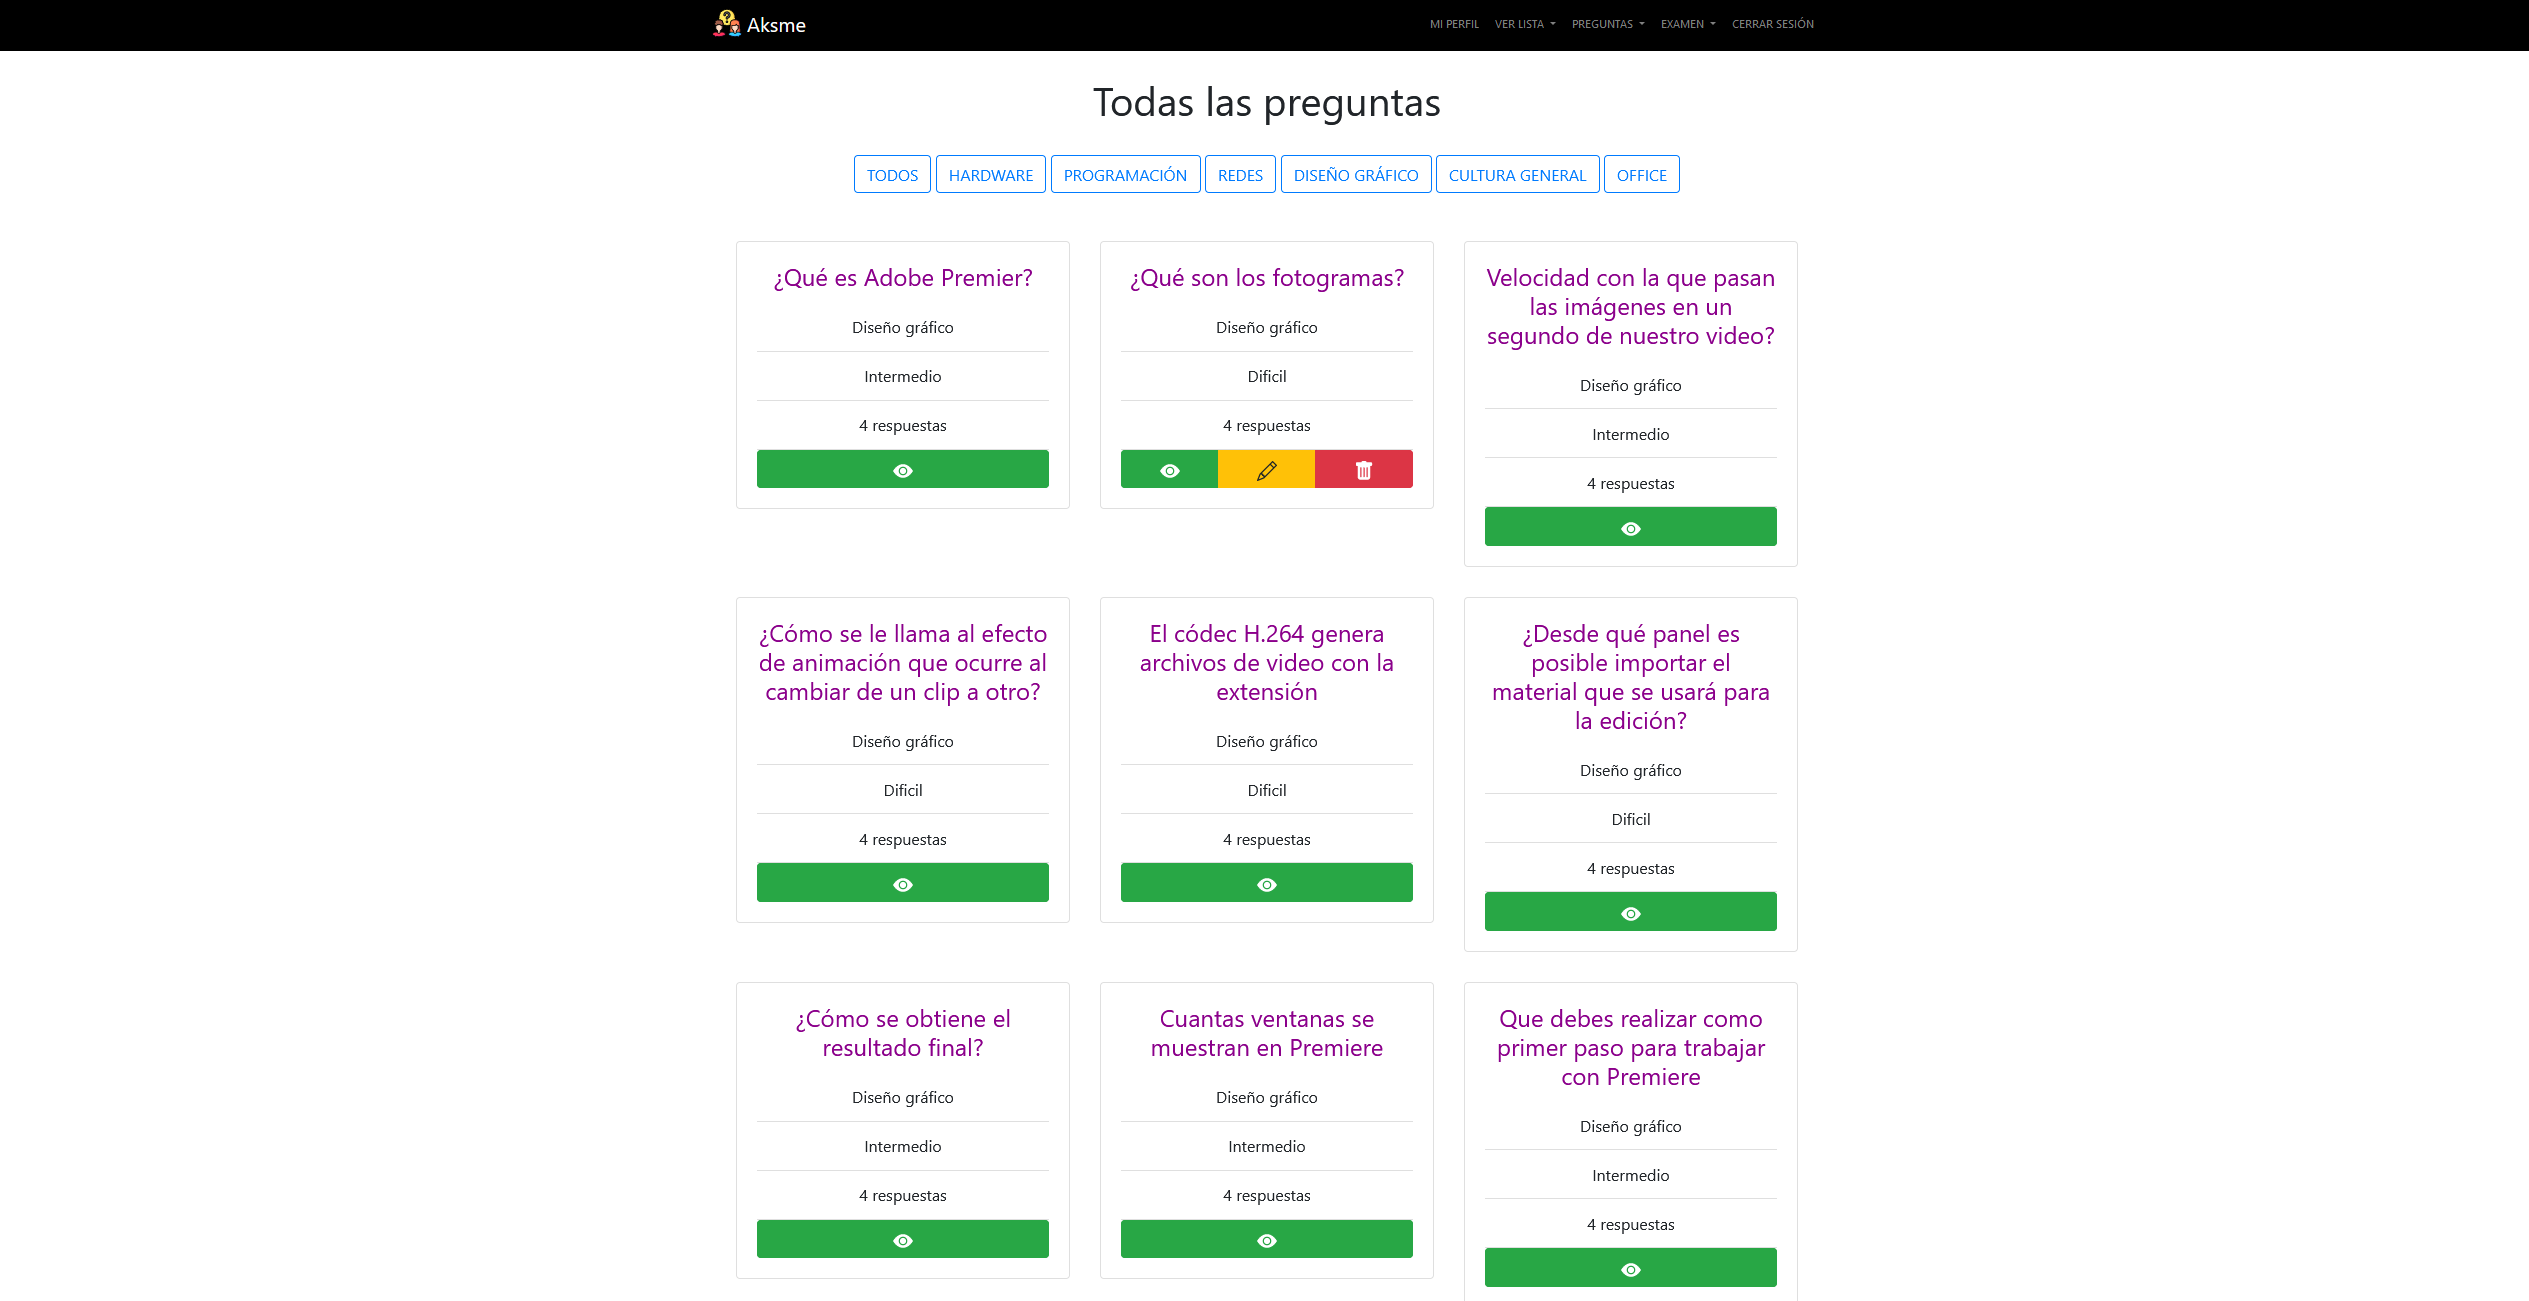 Aksme
MI PERFIL VER LISTA PREGUNTAS EXAMEN CERRAR SESIÓN
Todas las preguntas
TODOS HARDWARE PROGRAMACIÓN REDES DISEÑO GRÁFICO CULTURA GENERAL OFFICE
¿Qué es Adobe Premier?
Diseño gráfico
Intermedio
4 respuestas
¿Qué son los fotogramas?
Diseño gráfico
Dificil
4 respuestas
Velocidad con la que pasan
las imágenes en un
segundo de nuestro video?
Diseño gráfico
Intermedio
4 respuestas
¿Cómo se le llama al efecto
de animación que ocurre al
cambiar de un clip a otro?
Diseño gráfico
Dificil
4 respuestas
El códec H.264 genera
archivos de video con la
extensión
Diseño gráfico
Dificil
4 respuestas
¿Desde qué panel es
posible importar el
material que se usará para
la edición?
Diseño gráfico
Dificil
4 respuestas
¿Cómo se obtiene el
resultado final?
Diseño gráfico
Intermedio
4 respuestas
Cuantas ventanas se
muestran en Premiere
Diseño gráfico
Intermedio
4 respuestas
Que debes realizar como
primer paso para trabajar
con Premiere
Diseño gráfico
Intermedio
4 respuestas